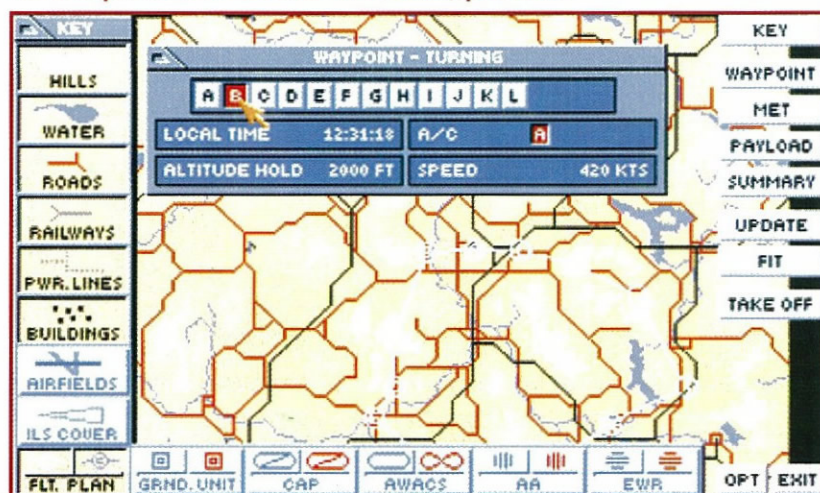 KEY
HILLS
WATER
ROADS
RAILWAYS
PWR. LINES
BUILDINGS
AIRFIELDS
ILS COVER
FLT. PLAN
WAYPOINT - TURNING
A B C D E F G H I J K L
LOCAL TIME 12:31:18
A/C A
ALTITUDE HOLD 2000 FT
SPEED 420 KTS
KEY
WAYPOINT
MET
PAYLOAD
SUMMARY
UPDATE
FIT
TAKE OFF
GRND. UNIT
CAP
AWACS
AA
EWR
OPT EXIT